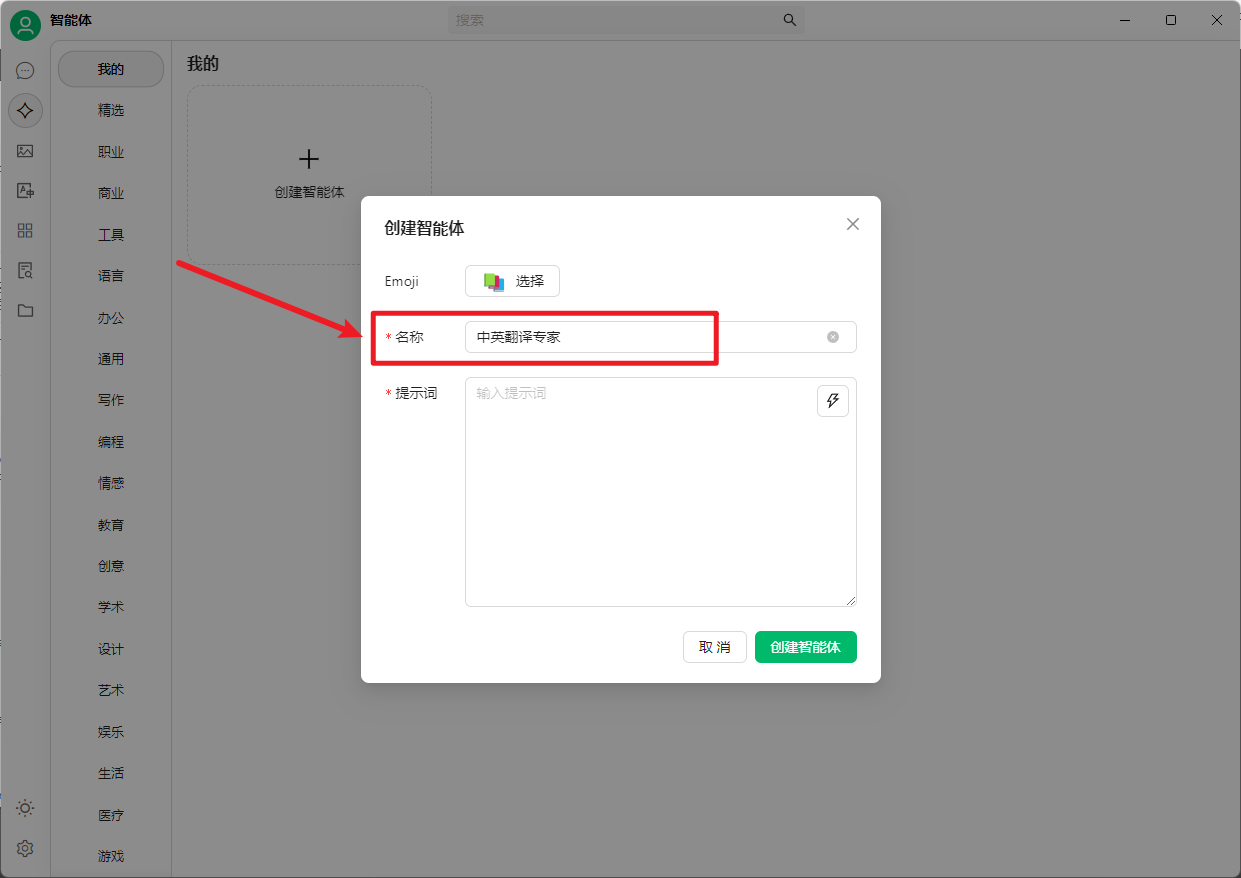 智能体
搜索
我的
精选
职业
商业
工具
语言
办公
通用
写作
编程
情感
教育
创意
学术
设计
艺术
娱乐
生活
医疗
游戏
我的
创建智能体
创建智能体
Emoji
选择
* 名称
中英翻译专家
* 提示词
输入提示词
取 消
创建智能体